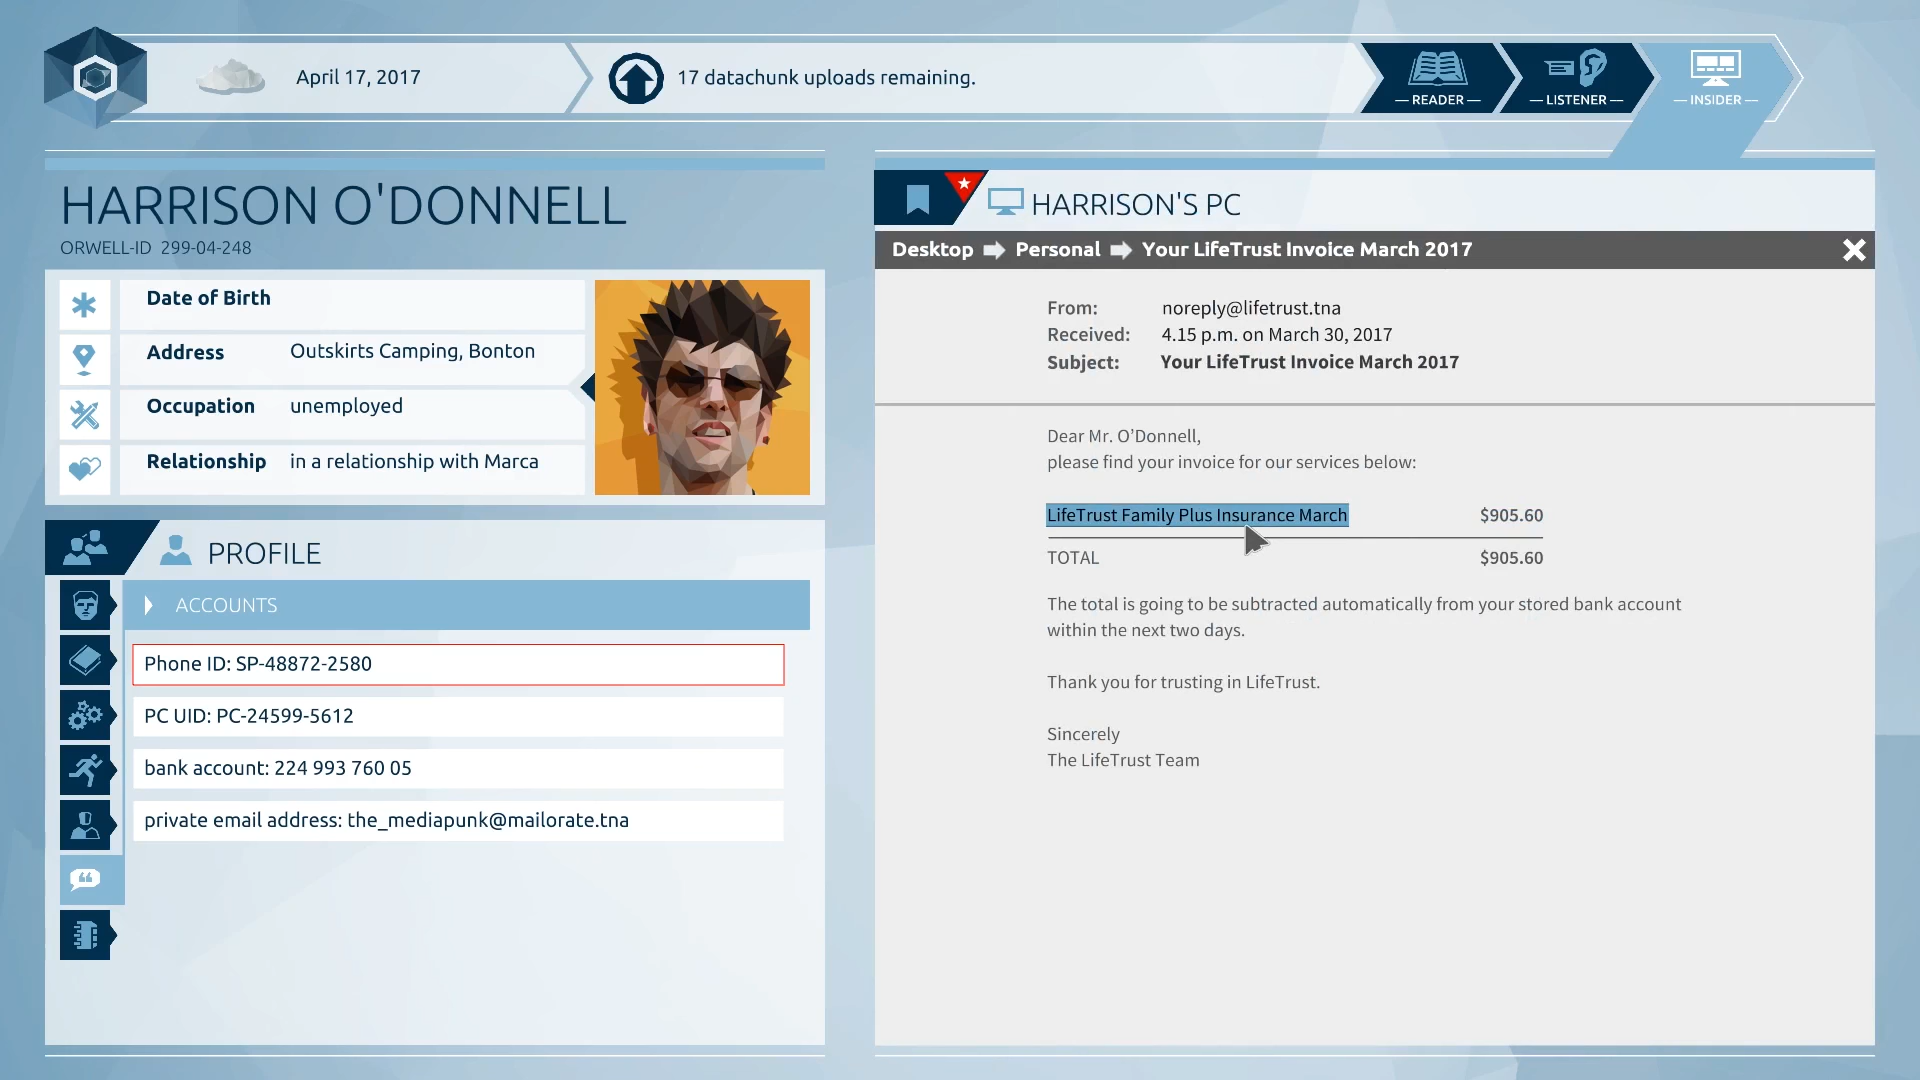 April 17, 2017
17 datachunk uploads remaining.
— READER —
— LISTENER —
— INSIDER —
HARRISON O'DONNELL
ORWELL-ID 299-04-248
Date of Birth
Address Outskirts Camping, Bonton
Occupation unemployed
Relationship in a relationship with Marca
PROFILE
ACCOUNTS
Phone ID: SP-48872-2580
PC UID: PC-24599-5612
bank account: 224 993 760 05
private email address: the_mediapunk@mailorate.tna
HARRISON'S PC
Desktop Personal Your LifeTrust Invoice March 2017
From: noreply@lifetrust.tna
Received: 4.15 p.m. on March 30, 2017
Subject: Your LifeTrust Invoice March 2017
Dear Mr. O’Donnell,
please find your invoice for our services below:
LifeTrust Family Plus Insurance March $905.60
TOTAL $905.60
The total is going to be subtracted automatically from your stored bank account
within the next two days.
Thank you for trusting in LifeTrust.
Sincerely
The LifeTrust Team